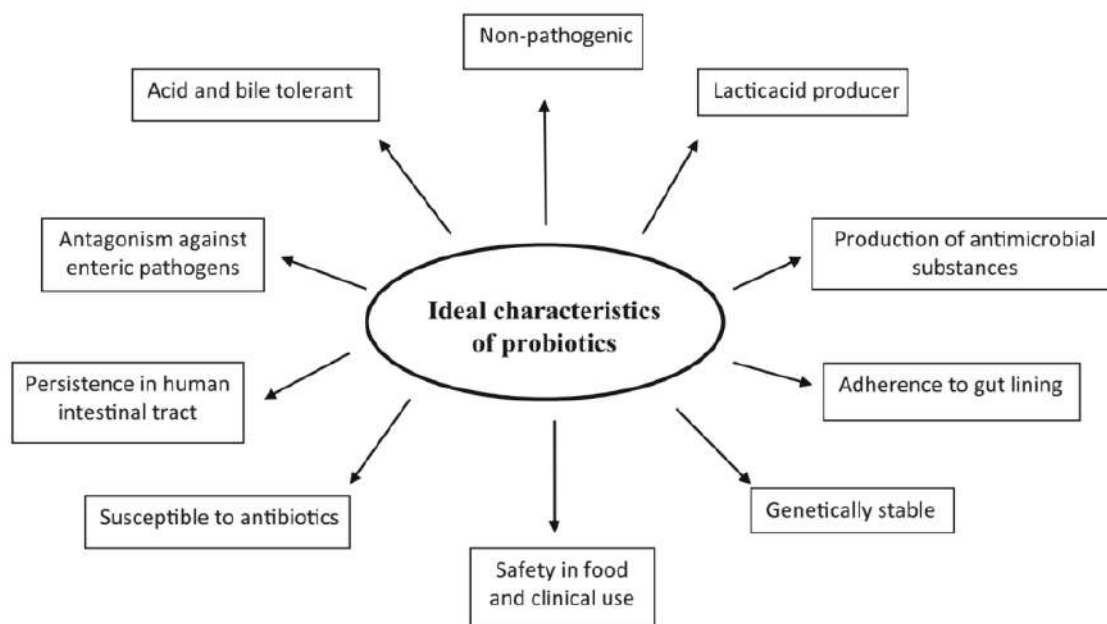 Non-pathogenic
Acid and bile tolerant
Lacticacid producer
Antagonism against
enteric pathogens
Production of antimicrobial
substances
Ideal characteristics
of probiotics
Persistence in human
intestinal tract
Adherence to gut lining
Susceptible to antibiotics
Genetically stable
Safety in food
and clinical use